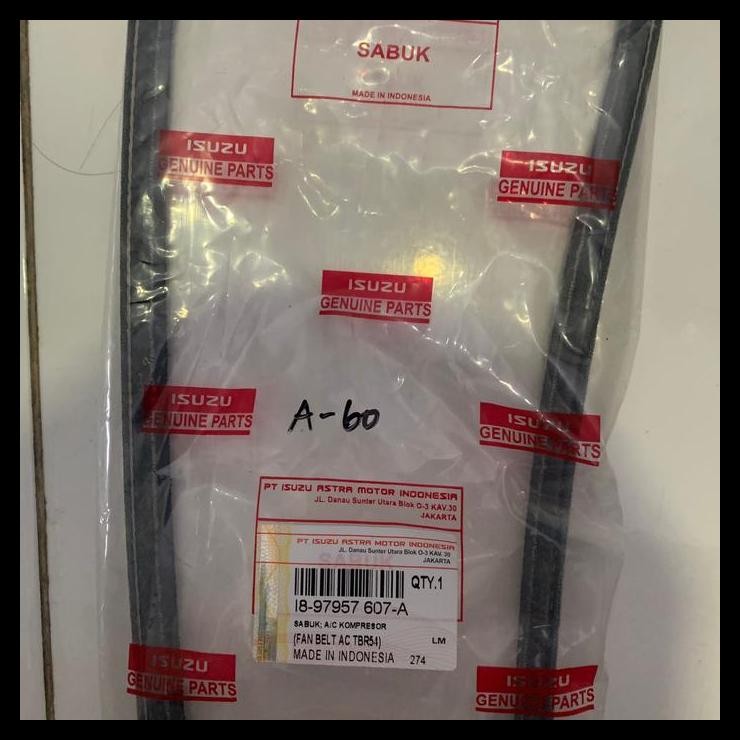 SABUK
MADE IN INDONESIA
ISUZU
GENUINE PARTS
ISUZU
GENUINE PARTS
ISUZU
GENUINE PARTS
ISUZU
GENUINE PARTS
A-60
ISUZU
GENUINE PARTS
PT ISUZU ASTRA MOTOR INDONESIA
JL. Danau Sunter Utara Blok O-3 KAV.30
JAKARTA
PT ISUZU ASTRA MOTOR INDONESIA
JL. Danau Sunter Utara Blok O-3 KAV. 30
JAKARTA
SABUK
QTY.1
I8-97957 607-A
SABUK; A/C KOMPRESOR
(FAN BELT AC TBR54) LM
MADE IN INDONESIA 274
ISUZU
GENUINE PARTS
ISUZU
GENUINE PARTS